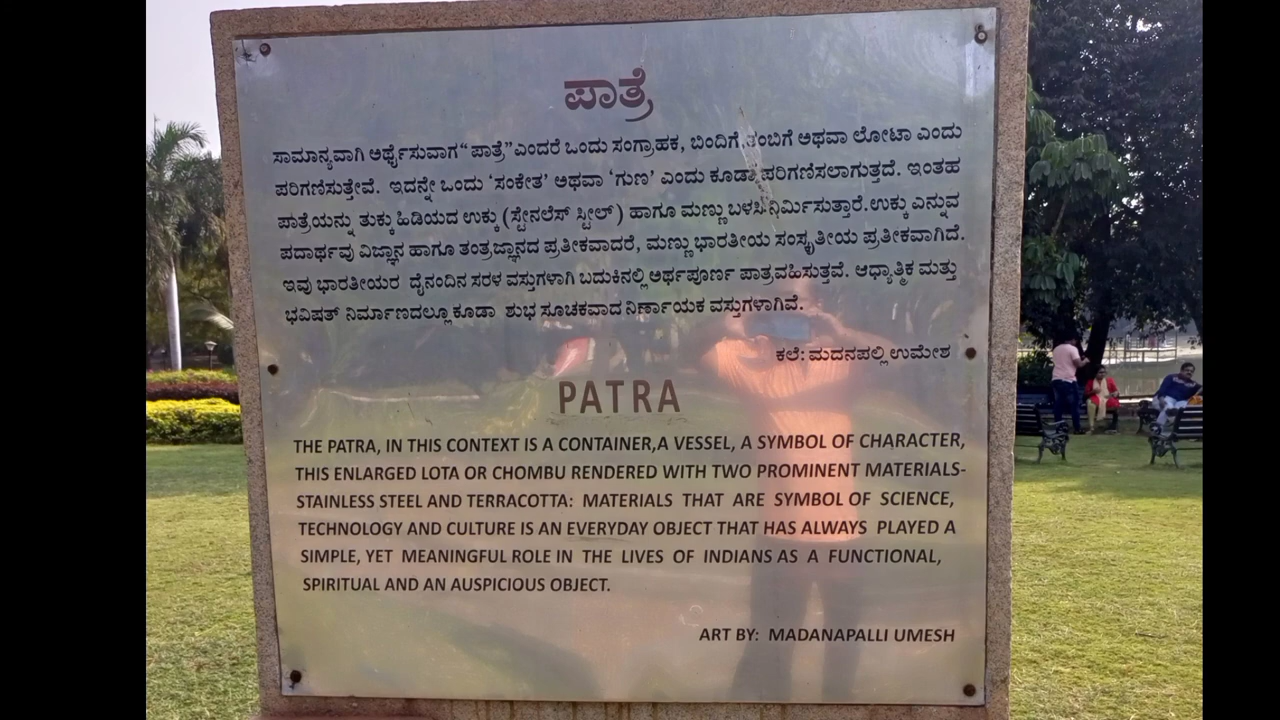 ಪಾತ್ರೆ
ಸಾಮಾನ್ಯವಾಗಿ ಅರ್ಥೈಸುವಾಗ “ಪಾತ್ರೆ” ಎಂದರೆ ಒಂದು ಸಂಗ್ರಾಹಕ, ಬಿಂದಿಗೆ,ತಂಬಿಗೆ ಅಥವಾ ಲೋಟಾ ಎಂದು
ಪರಿಗಣಿಸುತ್ತೇವೆ. ಇದನ್ನೇ ಒಂದು ‘ಸಂಕೇತ’ ಅಥವಾ ‘ಗುಣ’ ಎಂದು ಕೂಡಾ ಪರಿಗಣಿಸಲಾಗುತ್ತದೆ. ಇಂತಹ
ಪಾತ್ರೆಯನ್ನು ತುಕ್ಕು ಹಿಡಿಯದ ಉಕ್ಕು (ಸ್ಟೇನಲೆಸ್ ಸ್ಟೀಲ್) ಹಾಗೂ ಮಣ್ಣು ಬಳಸಿ ನಿರ್ಮಿಸುತ್ತಾರೆ.ಉಕ್ಕು ಎನ್ನುವ
ಪದಾರ್ಥವು ವಿಜ್ಞಾನ ಹಾಗೂ ತಂತ್ರಜ್ಞಾನದ ಪ್ರತೀಕವಾದರೆ, ಮಣ್ಣು ಭಾರತೀಯ ಸಂಸ್ಕೃತೀಯ ಪ್ರತೀಕವಾಗಿದೆ.
ಇವು ಭಾರತೀಯರ ದೈನಂದಿನ ಸರಳ ವಸ್ತುಗಳಾಗಿ ಬದುಕಿನಲ್ಲಿ ಅರ್ಥಪೂರ್ಣ ಪಾತ್ರವಹಿಸುತ್ತವೆ. ಆಧ್ಯಾತ್ಮಿಕ ಮತ್ತು
ಭವಿಷತ್ ನಿರ್ಮಾಣದಲ್ಲೂ ಕೂಡಾ ಶುಭ ಸೂಚಕವಾದ ನಿರ್ಣಾಯಕ ವಸ್ತುಗಳಾಗಿವೆ.
ಕಲೆ: ಮದನಪಲ್ಲಿ ಉಮೇಶ
PATRA
THE PATRA, IN THIS CONTEXT IS A CONTAINER,A VESSEL, A SYMBOL OF CHARACTER,
THIS ENLARGED LOTA OR CHOMBU RENDERED WITH TWO PROMINENT MATERIALS-
STAINLESS STEEL AND TERRACOTTA: MATERIALS THAT ARE SYMBOL OF SCIENCE,
TECHNOLOGY AND CULTURE IS AN EVERYDAY OBJECT THAT HAS ALWAYS PLAYED A
SIMPLE, YET MEANINGFUL ROLE IN THE LIVES OF INDIANS AS A FUNCTIONAL,
SPIRITUAL AND AN AUSPICIOUS OBJECT.
ART BY: MADANAPALLI UMESH